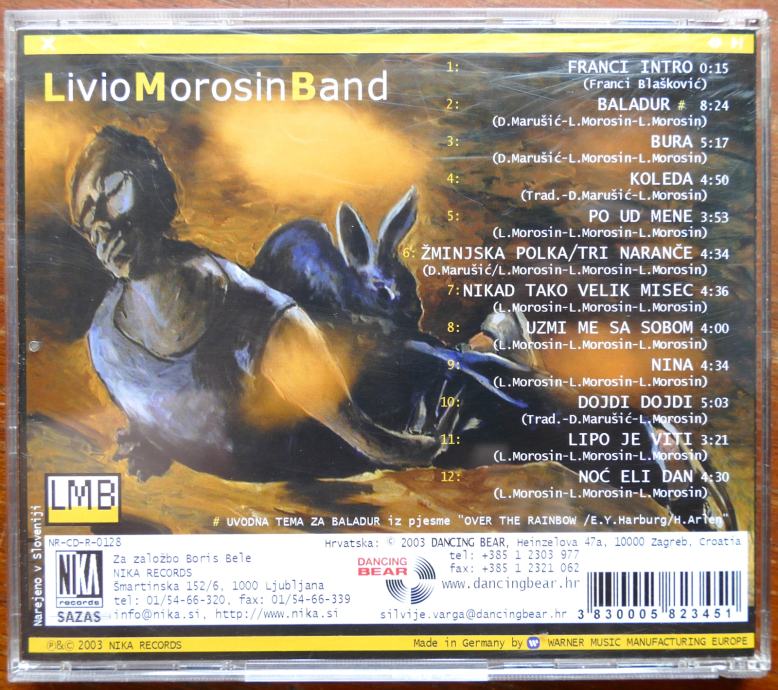 X
LivioMorosinBand
1: FRANCI INTRO 0:15
(Franci Blašković)
2: BALADUR # 8:24
(D.Marušić-L.Morosin-L.Morosin)
3: BURA 5:17
(D.Marušić-L.Morosin-L.Morosin)
4: KOLEDA 4:50
(Trad.-D.Marušić-L.Morosin)
5: PO UD MENE 3:53
(L.Morosin-L.Morosin-L.Morosin)
6: ŽMINJSKA POLKA/TRI NARANČE 4:34
(D.Marušić/L.Morosin-L.Morosin-L.Morosin)
7: NIKAD TAKO VELIK MISEC 4:36
(L.Morosin-L.Morosin-L.Morosin)
8: UZMI ME SA SOBOM 4:00
(L.Morosin-L.Morosin-L.Morosin)
9: NINA 4:34
(L.Morosin-L.Morosin-L.Morosin)
10: DOJDI DOJDI 5:03
(Trad.-D.Marušić-L.Morosin)
11: LIPO JE VITI 3:21
(L.Morosin-L.Morosin-L.Morosin)
12: NOĆ ELI DAN 4:30
(L.Morosin-L.Morosin-L.Morosin)
LMB
# UVODNA TEMA ZA BALADUR iz pjesme "OVER THE RAINBOW /E.Y.Harburg/H.Arlen"
Narejeno v Sloveniji
NR-CD-R-0128
NIKA
records
SAZAS
Za založbo Boris Bele
NIKA RECORDS
Šmartinska 152/6, 1000 Ljubljana
tel: 01/54-66-320, fax: 01/54-66-339
info@nika.si, http://www.nika.si
Hrvatska: © 2003 DANCING BEAR, Heinzelova 47a, 10000 Zagreb, Croatia
DANCING
BEAR
tel: +385 1 2303 977
fax: +385 1 2321 062
www.dancingbear.hr
silvije.varga@dancingbear.hr
3 830005 823451
℗&© 2003 NIKA RECORDS
Made in Germany by W WARNER MUSIC MANUFACTURING EUROPE